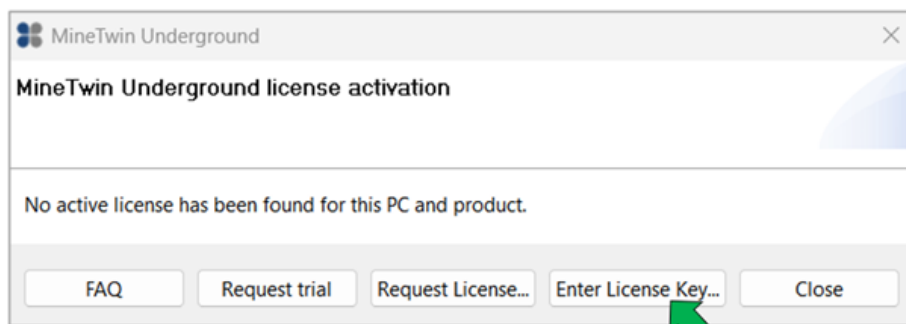 MineTwin Underground
MineTwin Underground license activation
No active license has been found for this PC and product.
FAQ
Request trial
Request License...
Enter License Key...
Close